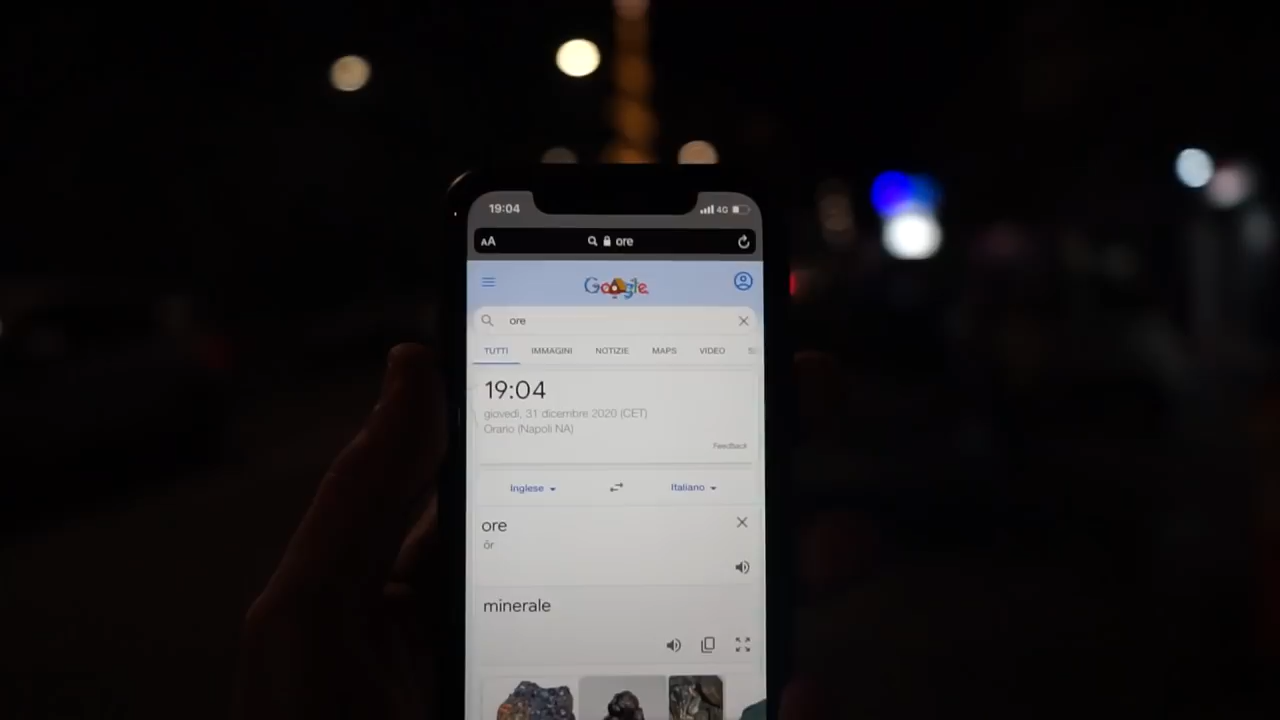 19:04 4G
AA ore
Google
ore
TUTTI IMMAGINI NOTIZIE MAPS VIDEO
19:04
giovedì, 31 dicembre 2020 (CET)
Orario (Napoli NA)
Feedback
Inglese Italiano
ore
ôr
minerale